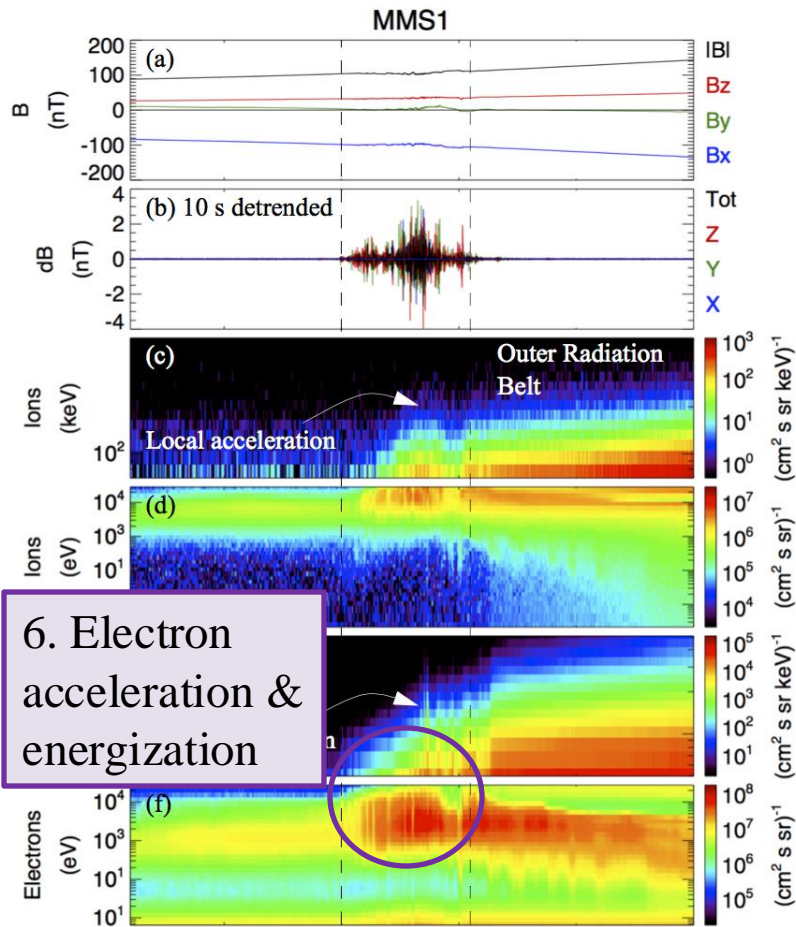 MMS1
(a)
200
100
0
-100
-200
B
(nT)
|B|
Bz
By
Bx
(b) 10 s detrended
4
2
0
-2
-4
dB
(nT)
Tot
Z
Y
X
(c)
Outer Radiation
Belt
Local acceleration
Ions
(keV)
10²
10³
10²
10¹
10⁰
(cm² s sr keV)⁻¹
(d)
Ions
(eV)
10⁴
10³
10¹
10⁷
10⁶
10⁵
10⁴
(cm² s sr)⁻¹
6. Electron
acceleration &
energization
n
10⁵
10⁴
10³
10²
10¹
(cm² s sr keV)⁻¹
(f)
Electrons
(eV)
10⁴
10³
10¹
10¹
10⁸
10⁷
10⁶
10⁵
(cm² s sr)⁻¹